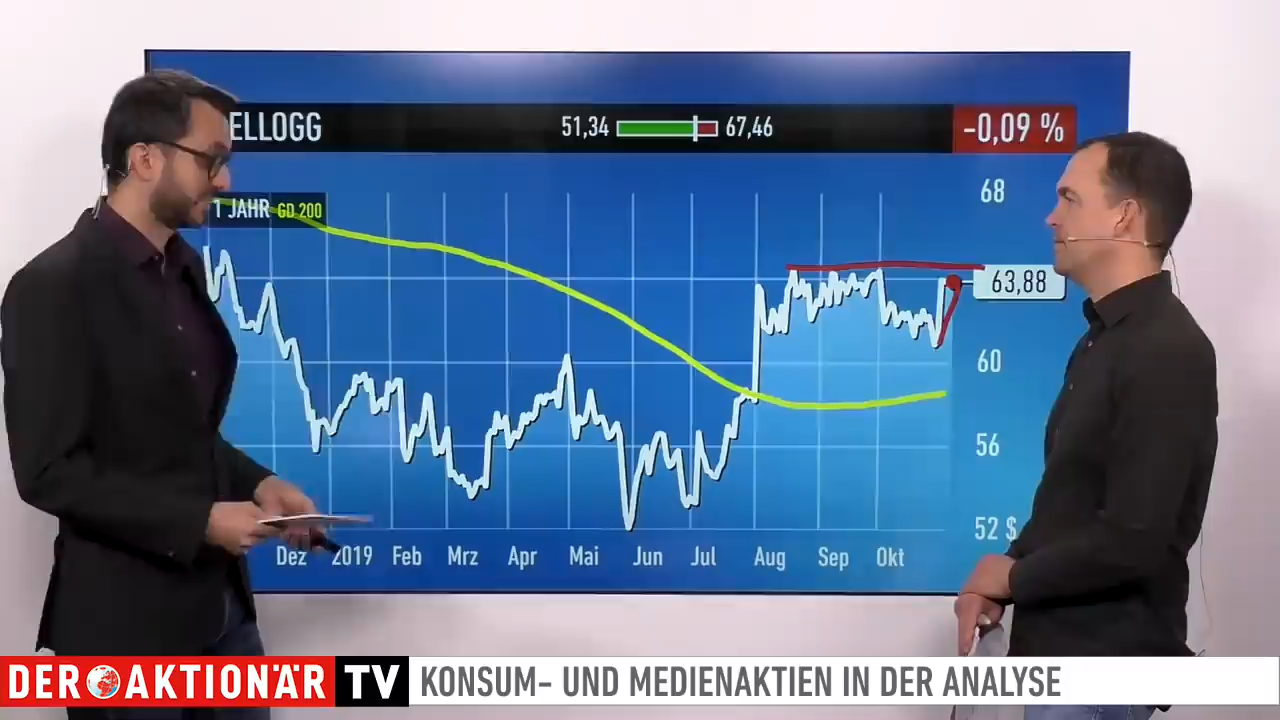 ELLOGG
51,34 67,46
-0,09 %
1 JAHR GD 200
68
63,88
60
56
52 $
Dez 2019 Feb Mrz Apr Mai Jun Jul Aug Sep Okt
DER AKTIONÄR TV
KONSUM- UND MEDIENAKTIEN IN DER ANALYSE